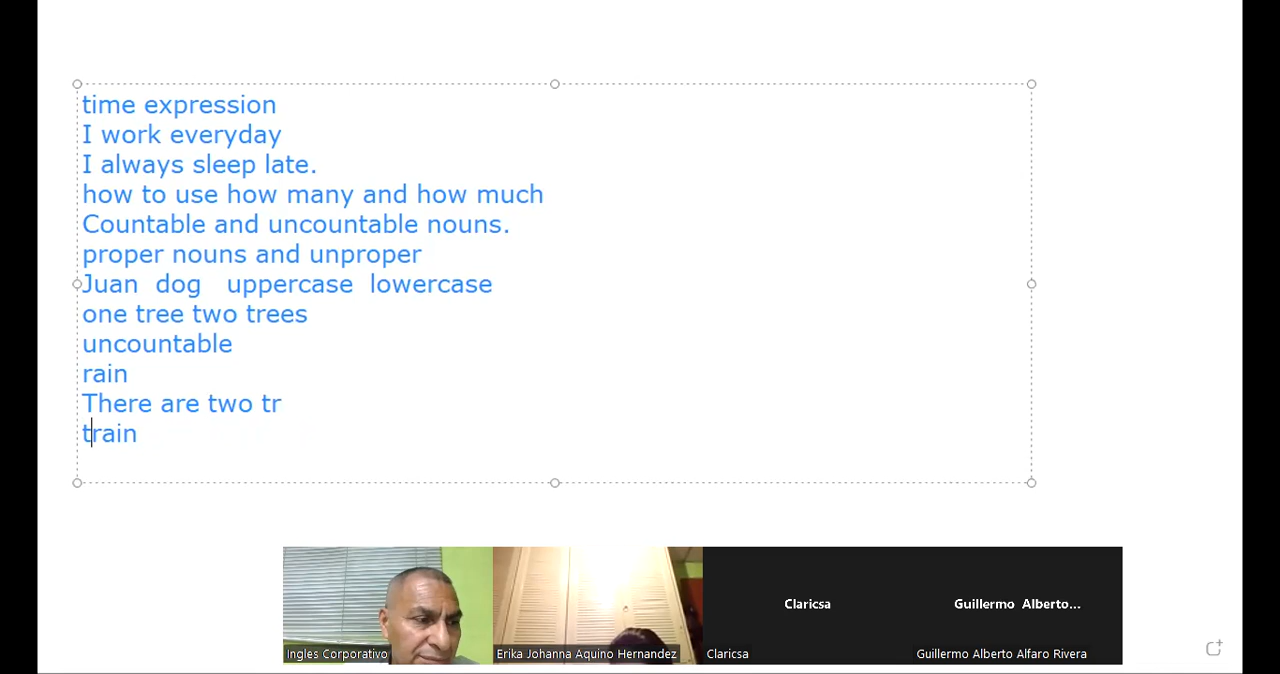 time expression
I work everyday
I always sleep late.
how to use how many and how much
Countable and uncountable nouns.
proper nouns and unproper
Juan dog uppercase lowercase
one tree two trees
uncountable
rain
There are two tr
train
Claricsa
Guillermo Alberto...
Ingles Corporativo
Erika Johanna Aquino Hernandez
Claricsa
Guillermo Alberto Alfaro Rivera